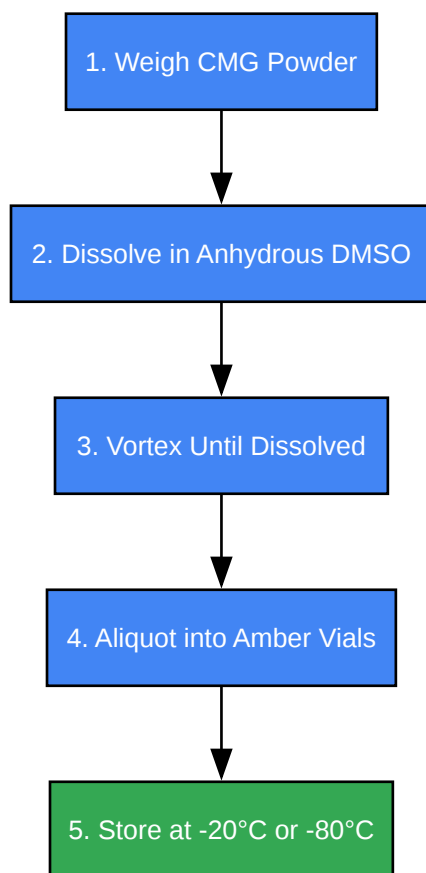 1. Weigh CMG Powder
2. Dissolve in Anhydrous DMSO
3. Vortex Until Dissolved
4. Aliquot into Amber Vials
5. Store at -20°C or -80°C